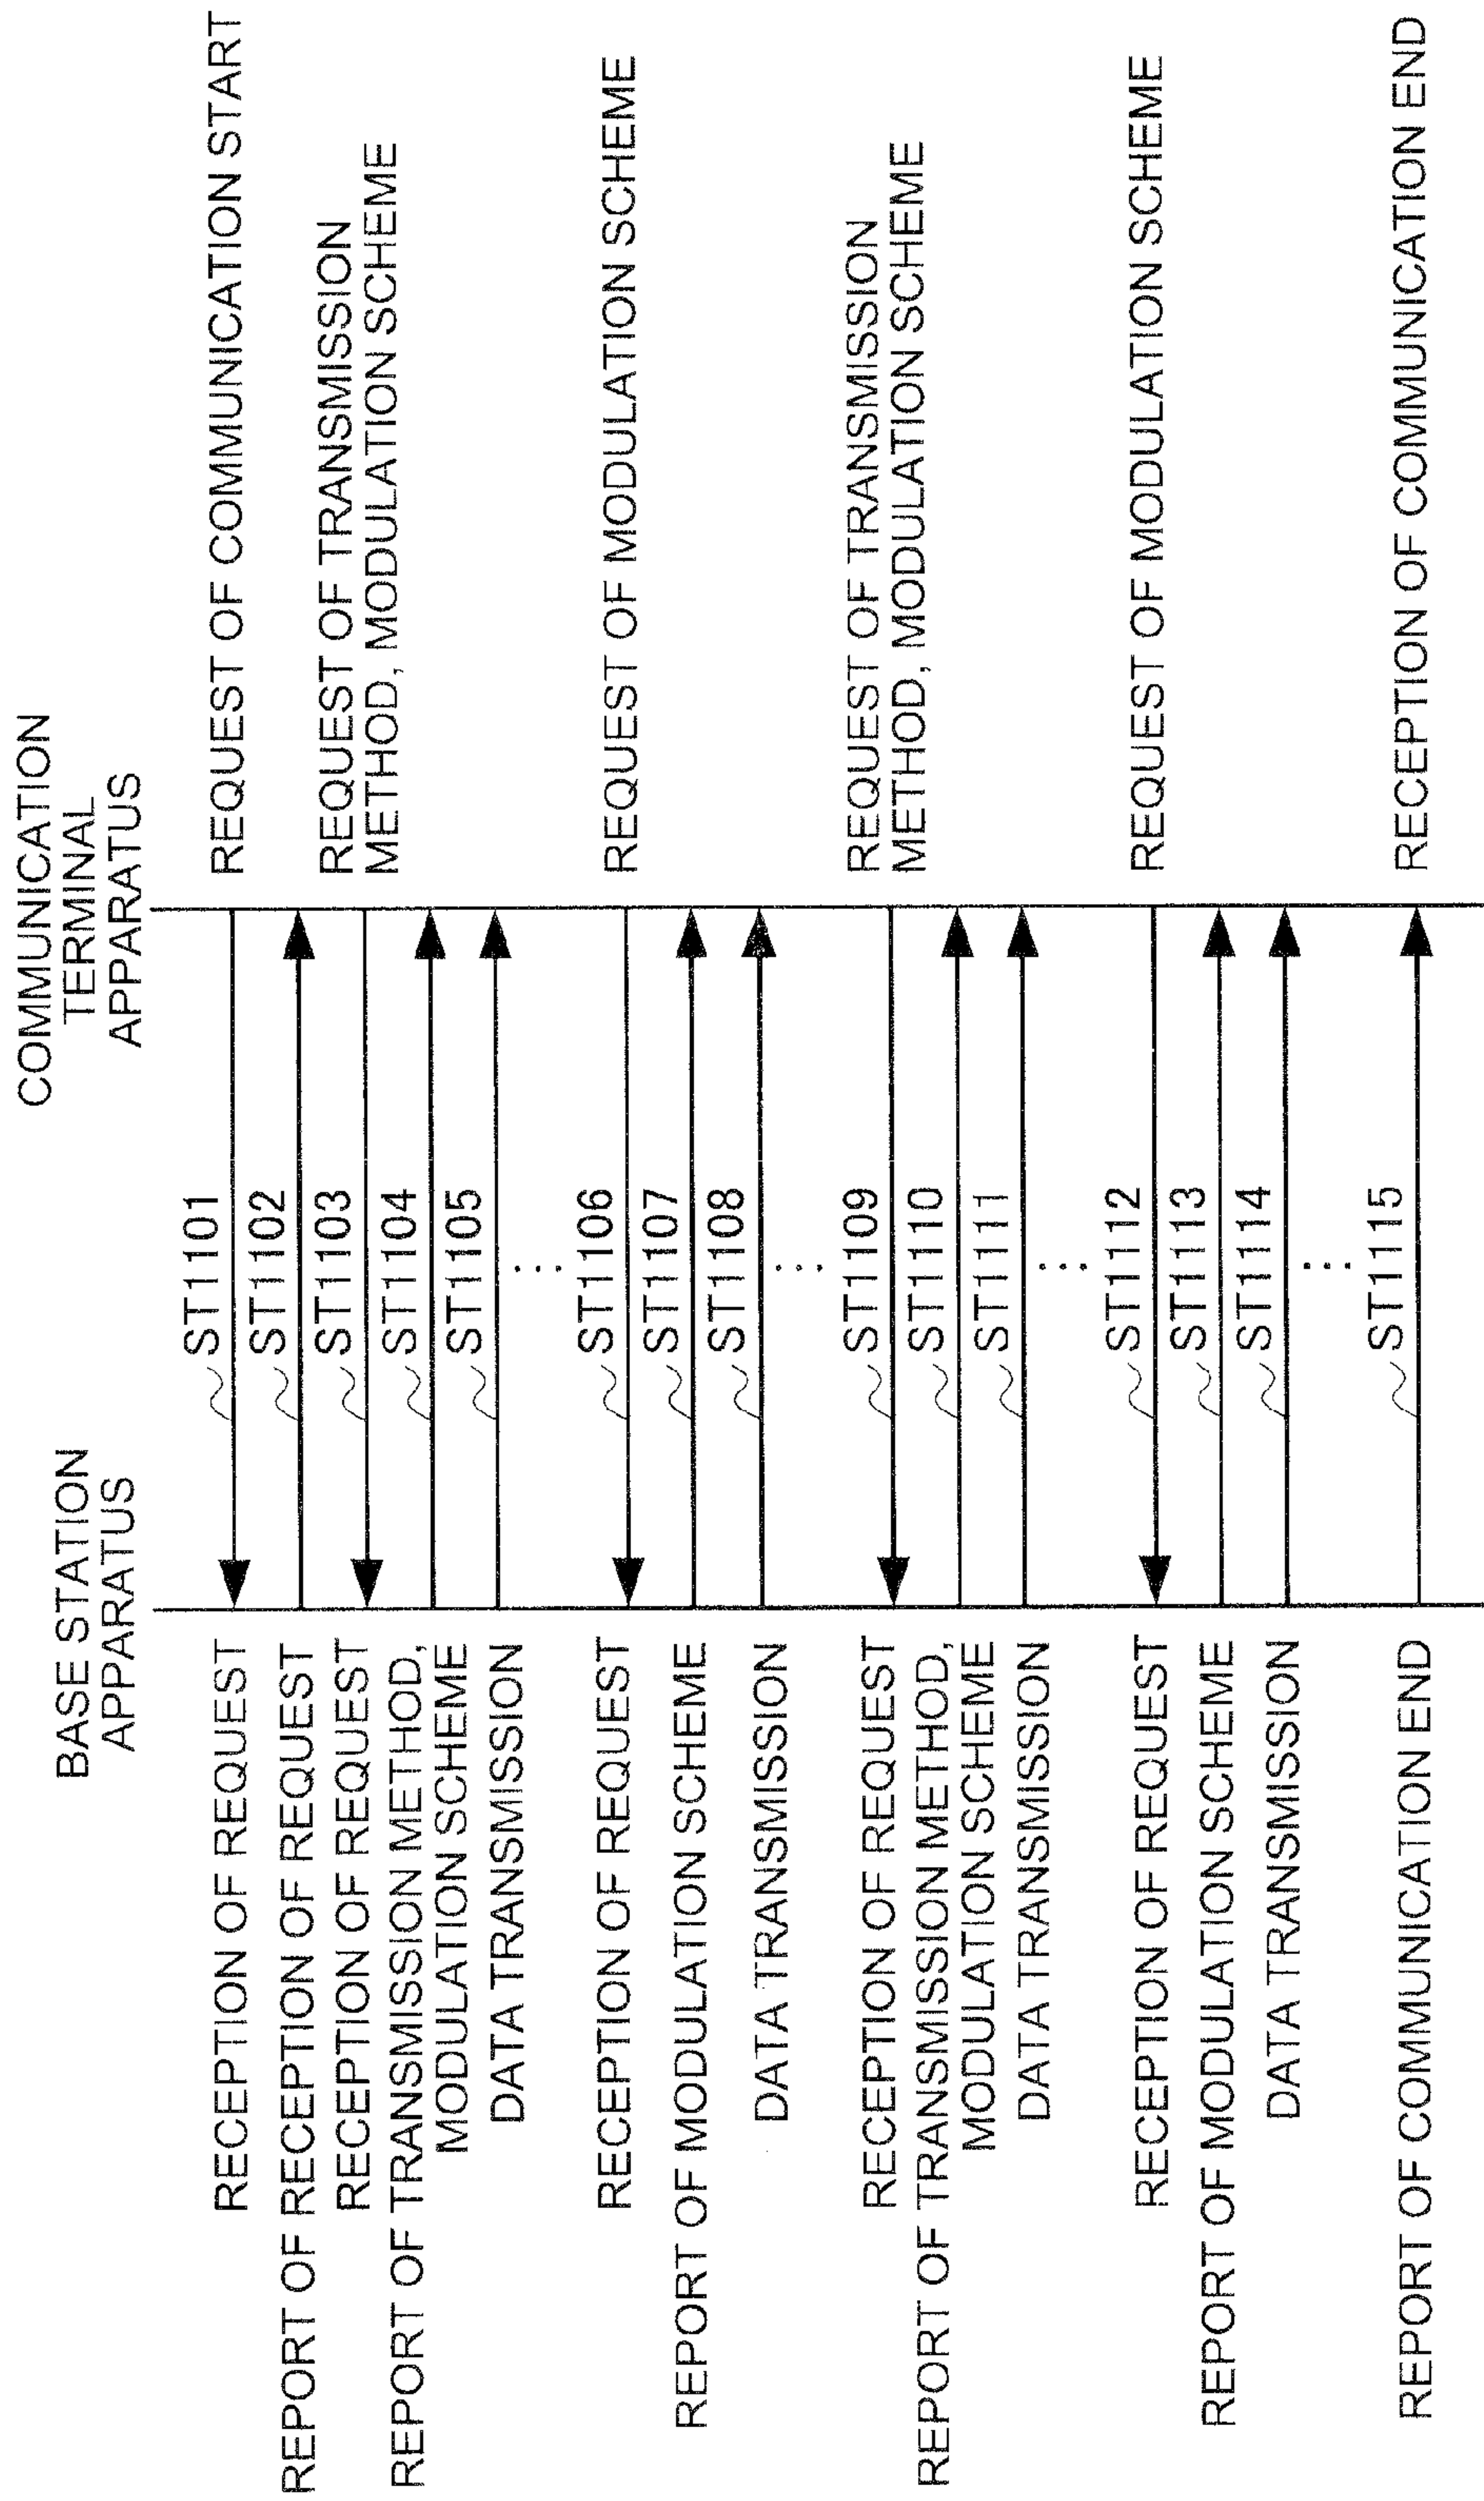 BASE STATION
APPARATUS
COMMUNICATION
TERMINAL
APPARATUS
RECEPTION OF REQUEST
ST1101
REQUEST OF COMMUNICATION START
REPORT OF RECEPTION OF REQUEST
ST1102
RECEPTION OF REQUEST
ST1103
REQUEST OF TRANSMISSION
METHOD, MODULATION SCHEME
REPORT OF TRANSMISSION METHOD,
MODULATION SCHEME
ST1104
DATA TRANSMISSION
ST1105
...
RECEPTION OF REQUEST
ST1106
REQUEST OF MODULATION SCHEME
REPORT OF MODULATION SCHEME
ST1107
DATA TRANSMISSION
ST1108
...
RECEPTION OF REQUEST
ST1109
REQUEST OF TRANSMISSION
METHOD, MODULATION SCHEME
REPORT OF TRANSMISSION METHOD,
MODULATION SCHEME
ST1110
DATA TRANSMISSION
ST1111
...
RECEPTION OF REQUEST
ST1112
REQUEST OF MODULATION SCHEME
REPORT OF MODULATION SCHEME
ST1113
DATA TRANSMISSION
ST1114
...
REPORT OF COMMUNICATION END
ST1115
RECEPTION OF COMMUNICATION END